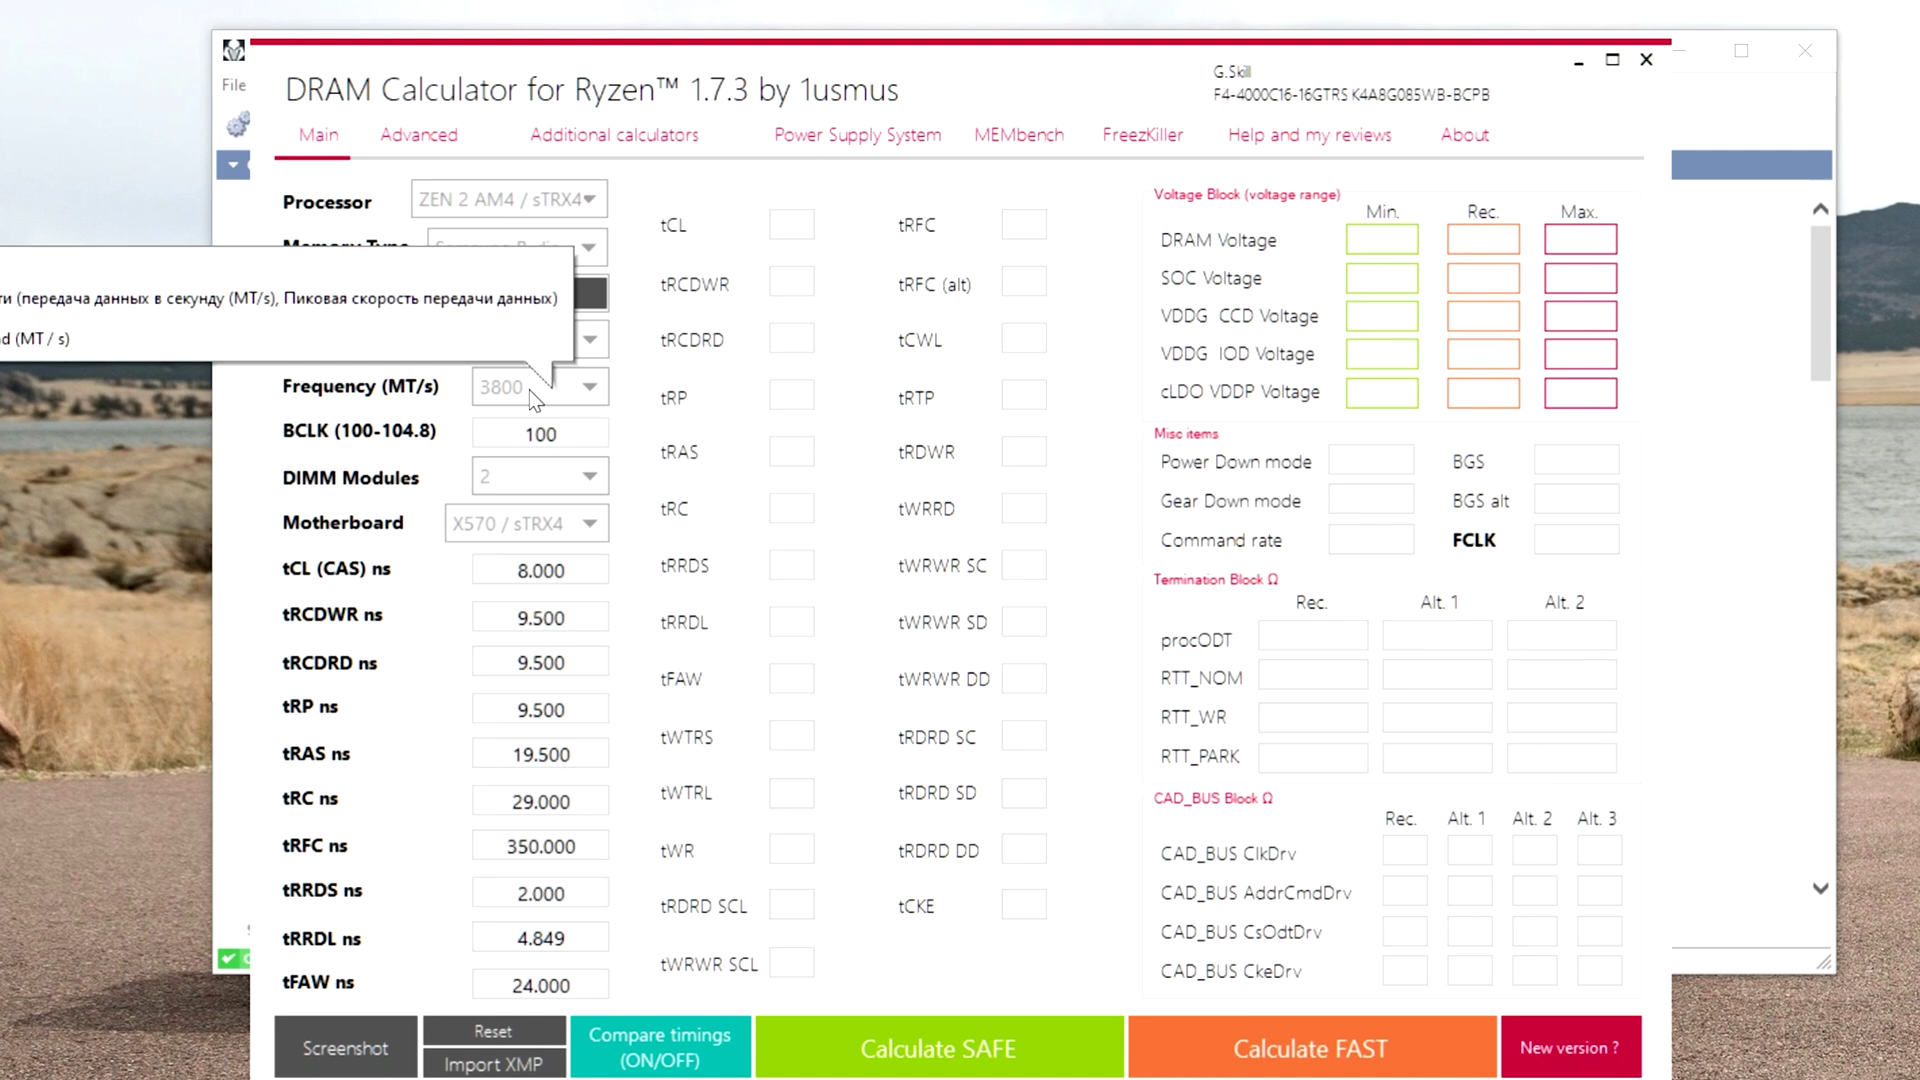 File
DRAM Calculator for Ryzen™ 1.7.3 by 1usmus
G.Skill
F4-4000C16-16GTRS K4A8G085WB-BCPB
Main Advanced Additional calculators Power Supply System MEMbench FreezKiller Help and my reviews About
Processor ZEN 2 AM4 / sTRX4
Memory Type
(передача данных в секунду (MT/s), Пиковая скорость передачи данных)
(MT / s)
Frequency (MT/s) 3800
BCLK (100-104.8) 100
DIMM Modules 2
Motherboard X570 / sTRX4
tCL (CAS) ns 8.000
tRCDWR ns 9.500
tRCDRD ns 9.500
tRP ns 9.500
tRAS ns 19.500
tRC ns 29.000
tRFC ns 350.000
tRRDS ns 2.000
tRRDL ns 4.849
tFAW ns 24.000
tCL
tRCDWR
tRCDRD
tRP
tRAS
tRC
tRRDS
tRRDL
tFAW
tWTRS
tWTRL
tWR
tRDRD SCL
tWRWR SCL
tRFC
tRFC (alt)
tCWL
tRTP
tRDWR
tWRRD
tWRWR SC
tWRWR SD
tWRWR DD
tRDRD SC
tRDRD SD
tRDRD DD
tCKE
Voltage Block (voltage range)
Min. Rec. Max.
DRAM Voltage
SOC Voltage
VDDG CCD Voltage
VDDG IOD Voltage
cLDO VDDP Voltage
Misc items
Power Down mode BGS
Gear Down mode BGS alt
Command rate FCLK
Termination Block Ω
Rec. Alt. 1 Alt. 2
procODT
RTT_NOM
RTT_WR
RTT_PARK
CAD_BUS Block Ω
Rec. Alt. 1 Alt. 2 Alt. 3
CAD_BUS ClkDrv
CAD_BUS AddrCmdDrv
CAD_BUS CsOdtDrv
CAD_BUS CkeDrv
Screenshot
Reset
Import XMP
Compare timings
(ON/OFF)
Calculate SAFE
Calculate FAST
New version ?